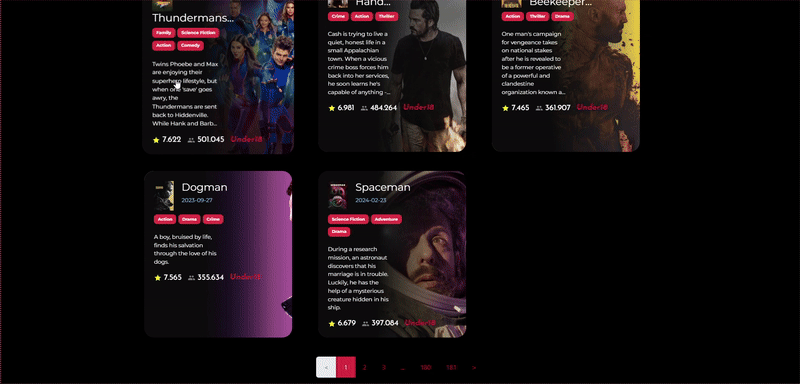 Thundermans...
Family
Science Fiction
Action
Comedy
Twins Phoebe and Max
are enjoying their
superhero lifestyle, but
when one 'save' goes
awry, the
Thundermans are sent
back to Hiddenville.
While Hank and Barb...
7.622
501.045
Under18
Hand...
Crime
Action
Thriller
Cash is trying to live a
quiet, honest life in a
small Appalachian
town. When a vicious
crime boss forces him
back into her services,
he soon learns he's
capable of anything -...
6.981
484.264
Under18
Beekeeper...
Action
Thriller
Drama
One man's campaign
for vengeance takes
on national stakes
after he is revealed to
be a former operative
of a powerful and
clandestine
organization known a...
7.465
361.907
Under18
Dogman
2023-09-27
Action
Drama
Crime
A boy, bruised by life,
finds his salvation
through the love of his
dogs.
7.565
355.634
Under18
Spaceman
2024-02-23
Science Fiction
Adventure
Drama
During a research
mission, an astronaut
discovers that his
marriage is in trouble.
Luckily, he has the
help of a mysterious
creature hidden in his
ship.
6.679
397.084
Under18
< 1 2 3 ... 180 181 >